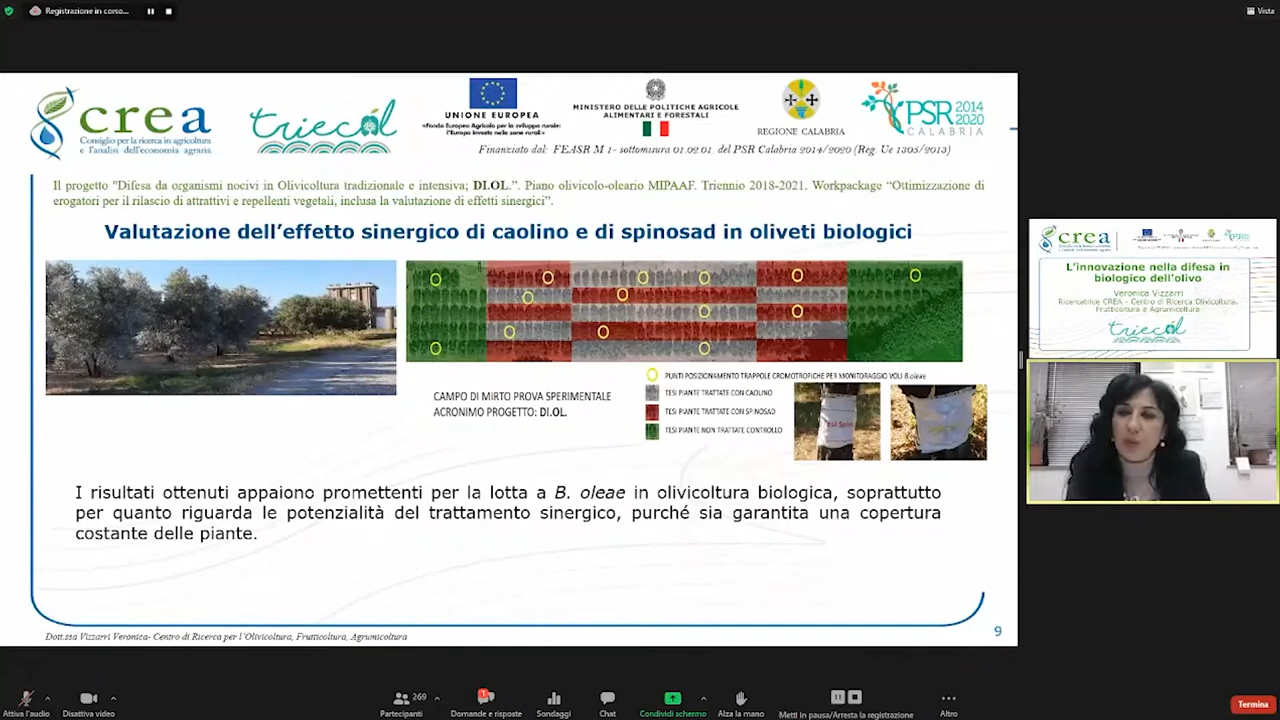 Registrazione in corso...
Vista
crea
Consiglio per la ricerca in agricoltura
e l'analisi dell'economia agraria
triecol
UNIONE EUROPEA
«Fondo Europeo Agricolo per lo sviluppo rurale:
l'Europa investe nelle zone rurali»
MINISTERO DELLE POLITICHE AGRICOLE
ALIMENTARI E FORESTALI
REGIONE CALABRIA
PSR 2014
2020
CALABRIA
Finanziato dal: FEASR M 1- sottomisura 01.02.01 del PSR Calabria 2014/2020 (Reg. Ue 1305/2013)
Il progetto "Difesa da organismi nocivi in Olivicoltura tradizionale e intensiva; DI.OL.”. Piano olivicolo-oleario MIPAAF. Triennio 2018-2021. Workpackage “Ottimizzazione di
erogatori per il rilascio di attrattivi e repellenti vegetali, inclusa la valutazione di effetti sinergici”.
Valutazione dell’effetto sinergico di caolino e di spinosad in oliveti biologici
PUNTI POSIZIONAMENTO TRAPPOLE CROMOTROFICHE PER MONITORAGGIO VOLI B.oleae
TESI PIANTE TRATTATE CON CAOLINO
TESI PIANTE TRATTATE CON SPINOSAD
TESI PIANTE NON TRATTATE CONTROLLO
CAMPO DI MIRTO PROVA SPERIMENTALE
ACRONIMO PROGETTO: DI.OL.
I risultati ottenuti appaiono promettenti per la lotta a B. oleae in olivicoltura biologica, soprattutto
per quanto riguarda le potenzialità del trattamento sinergico, purché sia garantita una copertura
costante delle piante.
Dott.ssa Vizzarri Veronica- Centro di Ricerca per l’Olivicoltura, Frutticoltura, Agrumicoltura
9
crea
L’innovazione nella difesa in
biologico dell’olivo
Veronica Vizzarri
Ricercatrice CREA - Centro di Ricerca Olivicoltura,
Frutticoltura e Agrumicoltura
triecol
Attiva l'audio
Disattiva video
269
Partecipanti
1
Domande e risposte
Sondaggi
Chat
Condividi schermo
Alza la mano
Metti in pausa/Arresta la registrazione
Altro
Termina